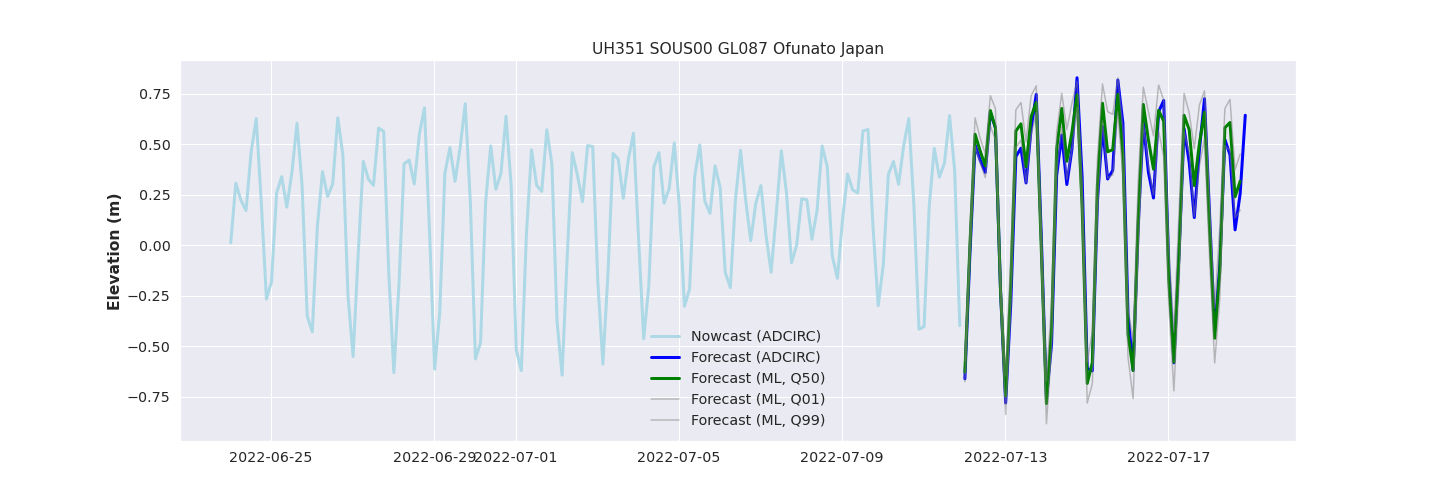 UH351 SOUS00 GL087 Ofunato Japan
Elevation (m)
0.75
0.50
0.25
0.00
−0.25
−0.50
−0.75
Nowcast (ADCIRC)
Forecast (ADCIRC)
Forecast (ML, Q50)
Forecast (ML, Q01)
Forecast (ML, Q99)
2022-06-25 2022-06-29 2022-07-01 2022-07-05 2022-07-09 2022-07-13 2022-07-17